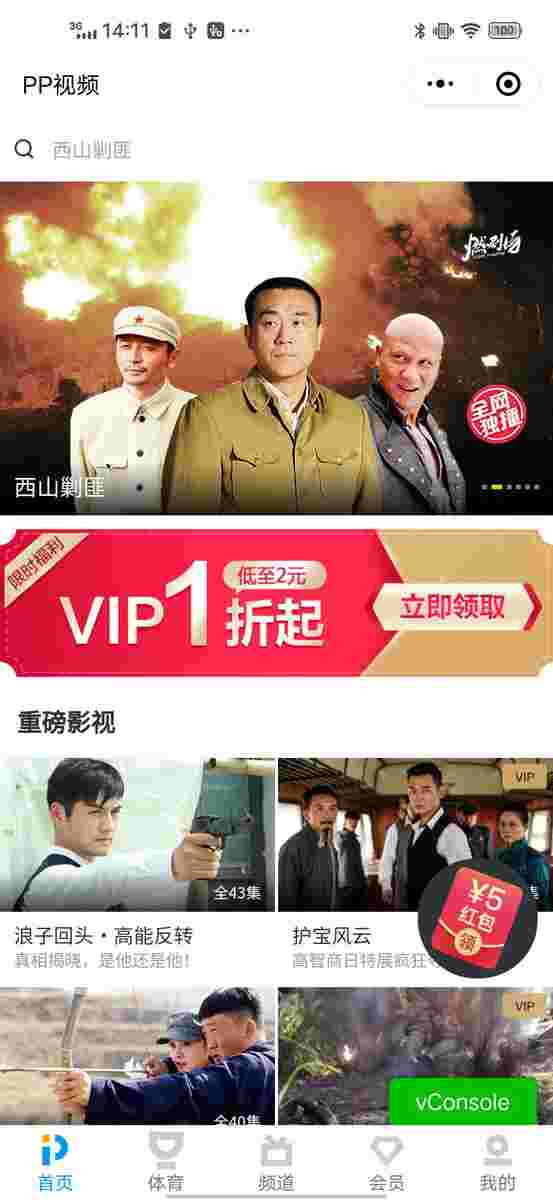 3G 14:11 100
PP视频
西山剿匪
燃剧场
全网
独播
西山剿匪
限时福利
VIP1折起
低至2元
立即领取
重磅影视
VIP
全43集
集
¥5
红包
领
浪子回头·高能反转
护宝风云
真相揭晓，是他还是他！
高智商日特展疯狂
VIP
全40集
vConsole
首页
体育
频道
会员
我的